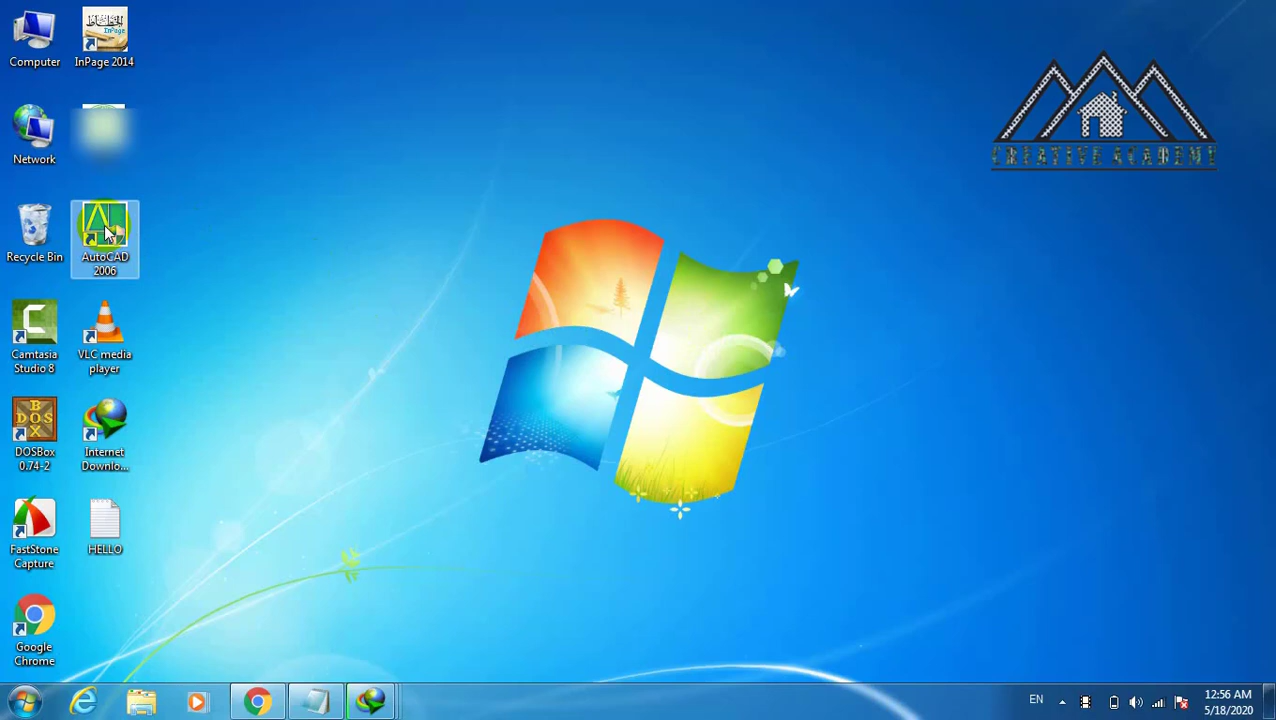 Computer
InPage 2014
CREATIVE ACADEMY
Network
Recycle Bin
AutoCAD
2006
Camtasia
Studio 8
VLC media
player
DOSBox
0.74-2
Internet
Downlo...
FastStone
Capture
HELLO
Google
Chrome
EN
12:56 AM
5/18/2020